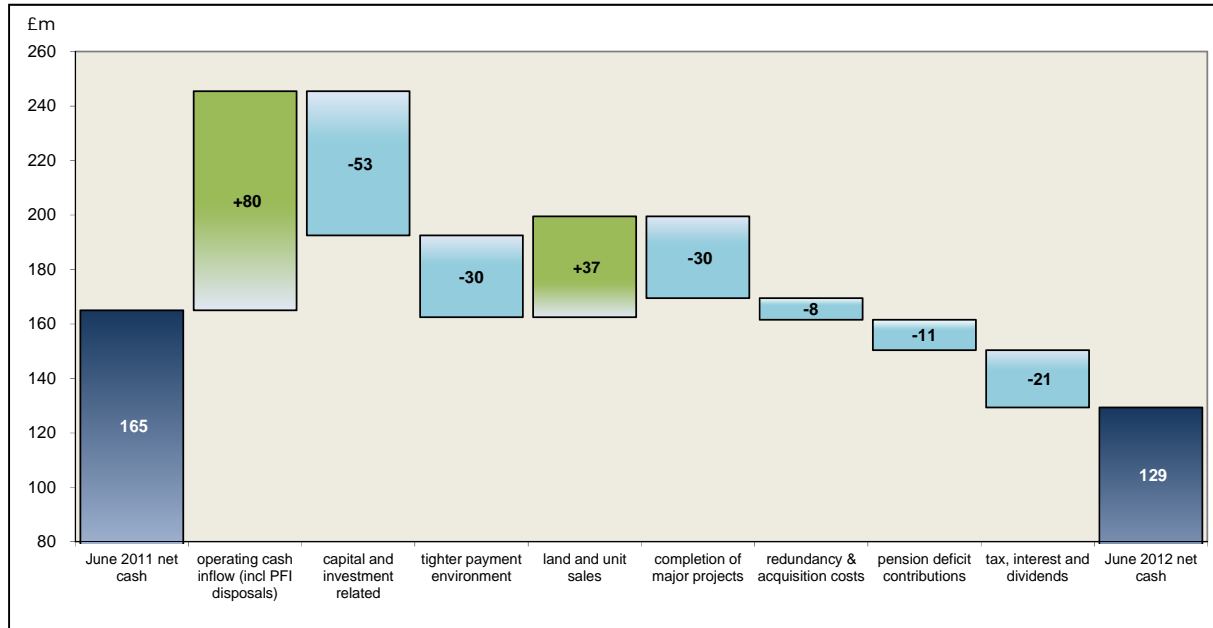 £m
260
240
220
200
180
160
140
120
100
80
165
+80
-53
-30
+37
-30
-8
-11
-21
129
June 2011 net
cash
operating cash
inflow (incl PFI
disposals)
capital and
investment
related
tighter payment
environment
land and unit
sales
completion of
major projects
redundancy &
acquisition costs
pension deficit
contributions
tax, interest and
dividends
June 2012 net
cash